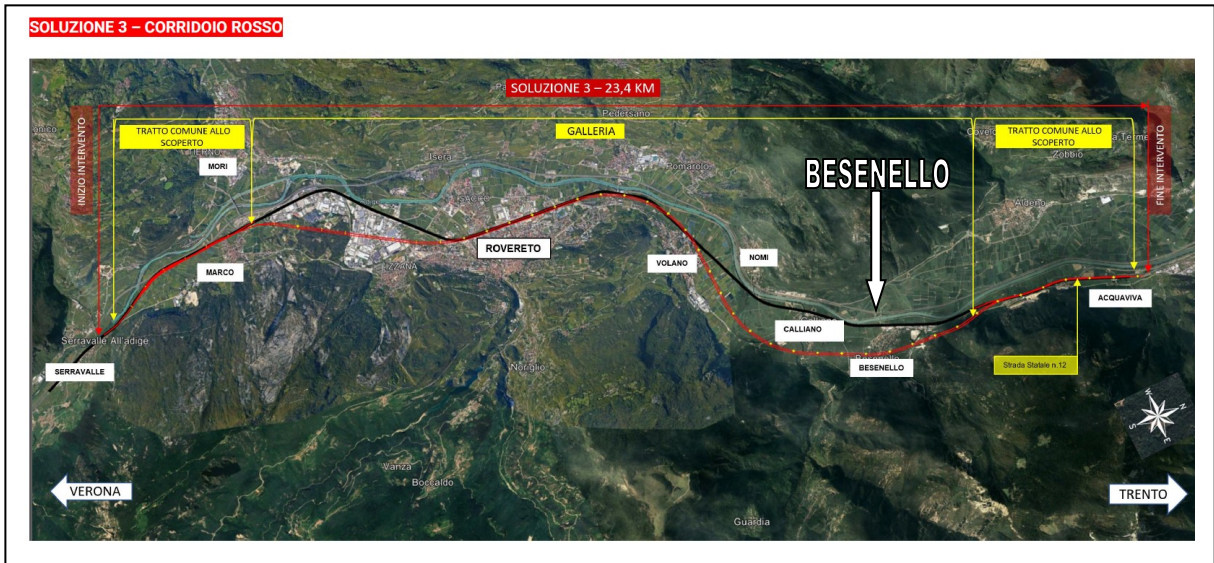 SOLUZIONE 3 – CORRIDOIO ROSSO
SOLUZIONE 3 – 23,4 KM
INIZIO INTERVENTO
TRATTO COMUNE ALLO
SCOPERTO
GALLERIA
TRATTO COMUNE ALLO
SCOPERTO
FINE INTERVENTO
Pedersano
Zobbio
MORI
Isera
Pomarolo
BESENELLO
Aldeno
ROVERETO
MARCO
VOLANO
NOMI
CALLIANO
BESENELLO
ACQUAVIVA
Serravalle All'adige
SERRAVALLE
Noriglio
Strada Statale n.12
N
S
E
Vanza
Boccaldo
Guardia
VERONA
TRENTO